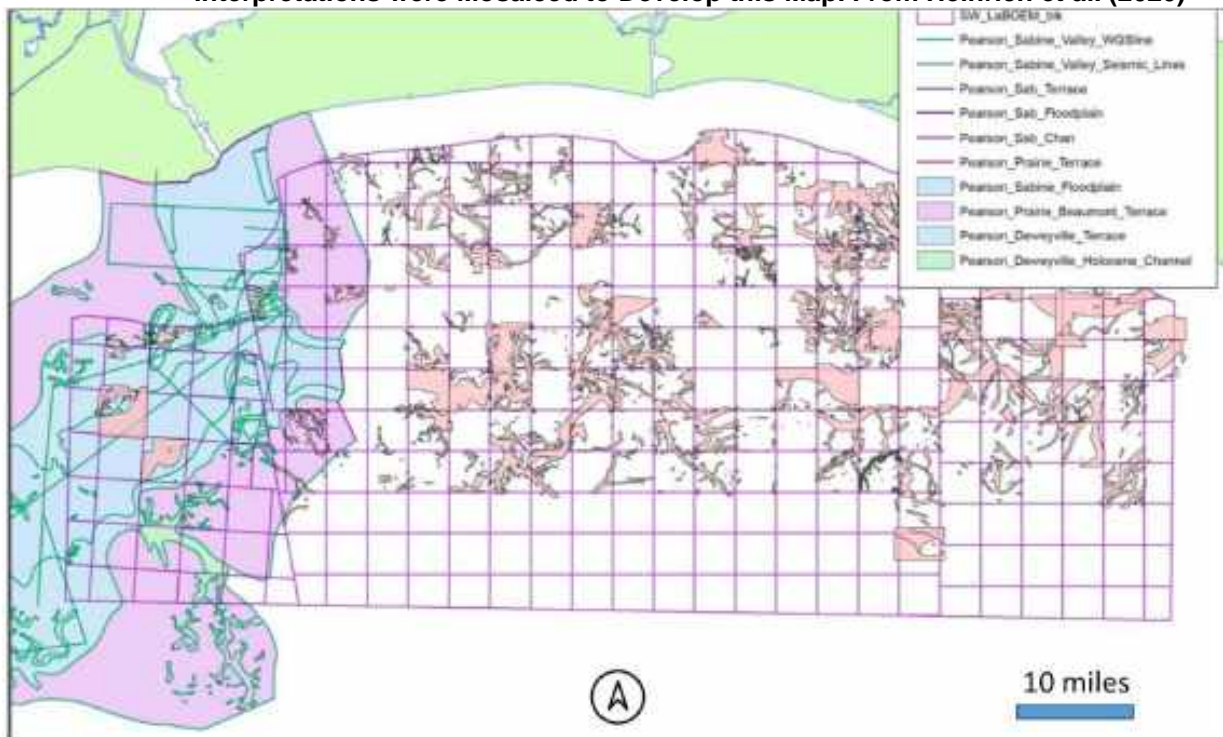 Interpretations were Mosaiced to Develop this Map. From Heinrich et al. (2020)
SW_LaBOEM_blk
Pearson_Sabine_Valley_WGSline
Pearson_Sabine_Valley_Seismic_Lines
Pearson_Sab_Terrace
Pearson_Sab_Floodplain
Pearson_Sab_Chan
Pearson_Prairie_Terrace
Pearson_Sabine_Floodplain
Pearson_Prairie_Beaumont_Terrace
Pearson_Deweyville_Terrace
Pearson_Deweyville_Holocene_Channel
A
10 miles